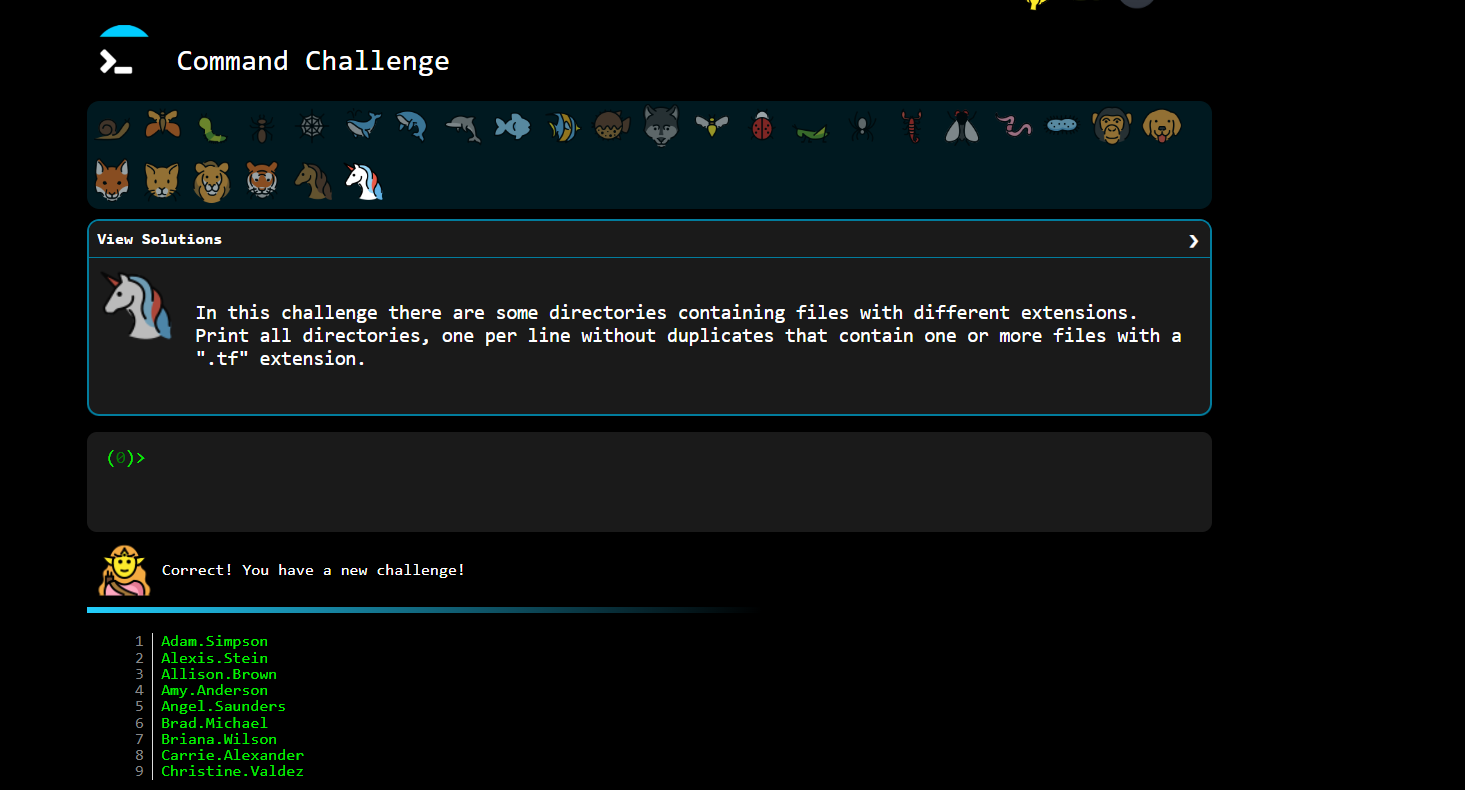 Command Challenge
View Solutions
In this challenge there are some directories containing files with different extensions.
Print all directories, one per line without duplicates that contain one or more files with a
".tf" extension.
(0)>
Correct! You have a new challenge!
1 Adam.Simpson
2 Alexis.Stein
3 Allison.Brown
4 Amy.Anderson
5 Angel.Saunders
6 Brad.Michael
7 Briana.Wilson
8 Carrie.Alexander
9 Christine.Valdez